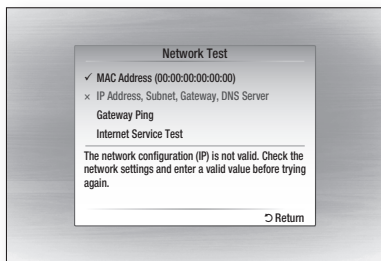 Network Test
✓ MAC Address (00:00:00:00:00:00)
× IP Address, Subnet, Gateway, DNS Server
Gateway Ping
Internet Service Test
The network configuration (IP) is not valid. Check the
network settings and enter a valid value before trying
again.
⮌ Return